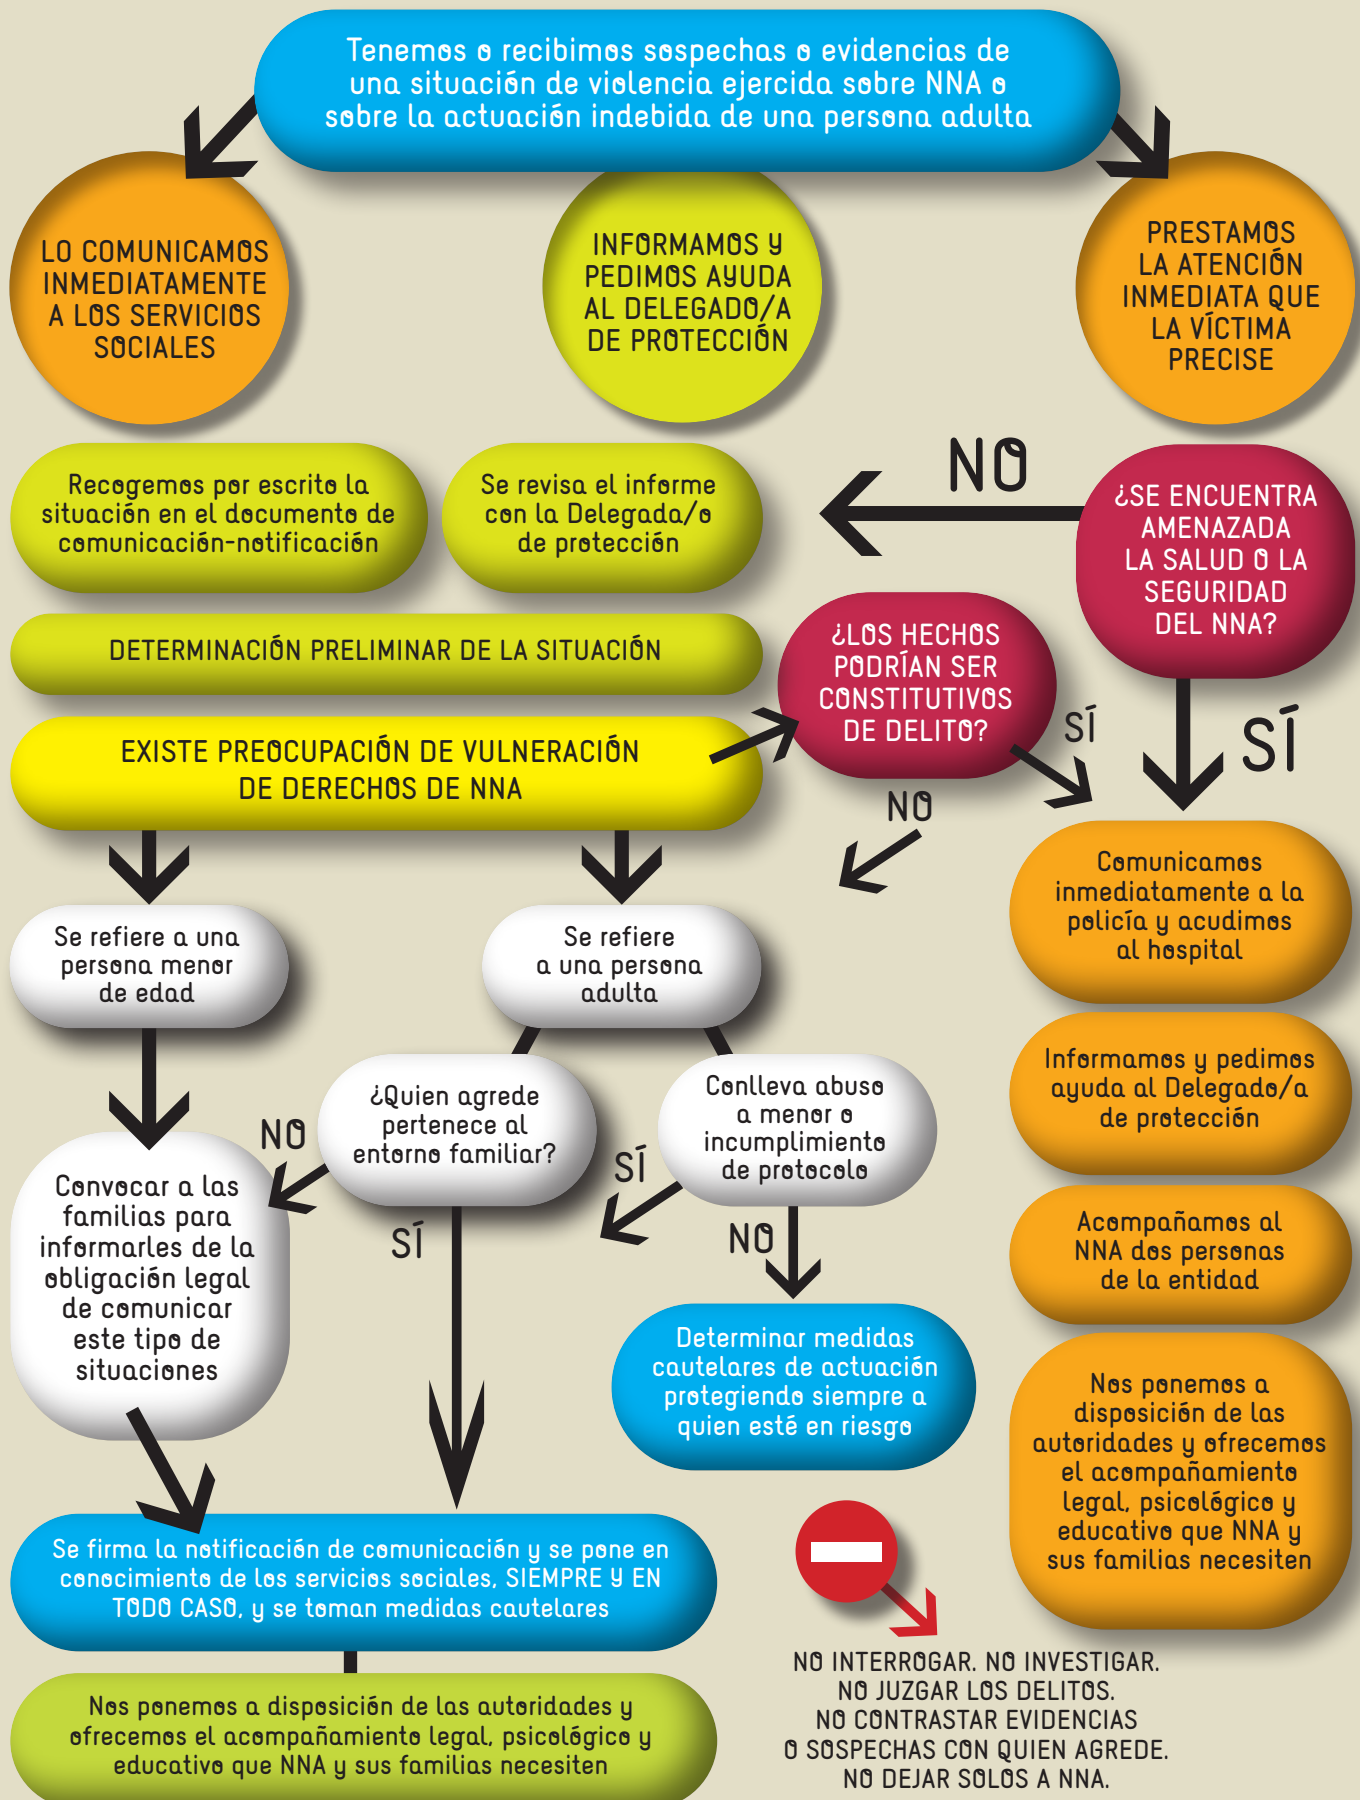 Tenemos o recibimos sospechas o evidencias de
una situación de violencia ejercida sobre NNA o
sobre la actuación indebida de una persona adulta
LO COMUNICAMOS
INMEDIATAMENTE
A LOS SERVICIOS
SOCIALES
INFORMAMOS Y
PEDIMOS AYUDA
AL DELEGADO/A
DE PROTECCIÓN
PRESTAMOS
LA ATENCIÓN
INMEDIATA QUE
LA VÍCTIMA
PRECISE
Recogemos por escrito la
situación en el documento de
comunicación-notificación
Se revisa el informe
con la Delegada/o
de protección
NO
¿SE ENCUENTRA
AMENAZADA
LA SALUD O LA
SEGURIDAD
DEL NNA?
DETERMINACIÓN PRELIMINAR DE LA SITUACIÓN
¿LOS HECHOS
PODRÍAN SER
CONSTITUTIVOS
DE DELITO?
SÍ
SÍ
EXISTE PREOCUPACIÓN DE VULNERACIÓN
DE DERECHOS DE NNA
NO
Comunicamos
inmediatamente a la
policía y acudimos
al hospital
Se refiere a una
persona menor
de edad
Se refiere
a una persona
adulta
Informamos y pedimos
ayuda al Delegado/a
de protección
¿Quien agrede
pertenece al
entorno familiar?
Conlleva abuso
a menor o
incumplimiento
de protocolo
NO
SÍ
SÍ
NO
Convocar a las
familias para
informarles de la
obligación legal
de comunicar
este tipo de
situaciones
Acompañamos al
NNA dos personas
de la entidad
Determinar medidas
cautelares de actuación
protegiendo siempre a
quien esté en riesgo
Nos ponemos a
disposición de las
autoridades y ofrecemos
el acompañamiento
legal, psicológico y
educativo que NNA y
sus familias necesiten
Se firma la notificación de comunicación y se pone en
conocimiento de los servicios sociales, SIEMPRE Y EN
TODO CASO, y se toman medidas cautelares
Nos ponemos a disposición de las autoridades y
ofrecemos el acompañamiento legal, psicológico y
educativo que NNA y sus familias necesiten
NO INTERROGAR. NO INVESTIGAR.
NO JUZGAR LOS DELITOS.
NO CONTRASTAR EVIDENCIAS
O SOSPECHAS CON QUIEN AGREDE.
NO DEJAR SOLOS A NNA.